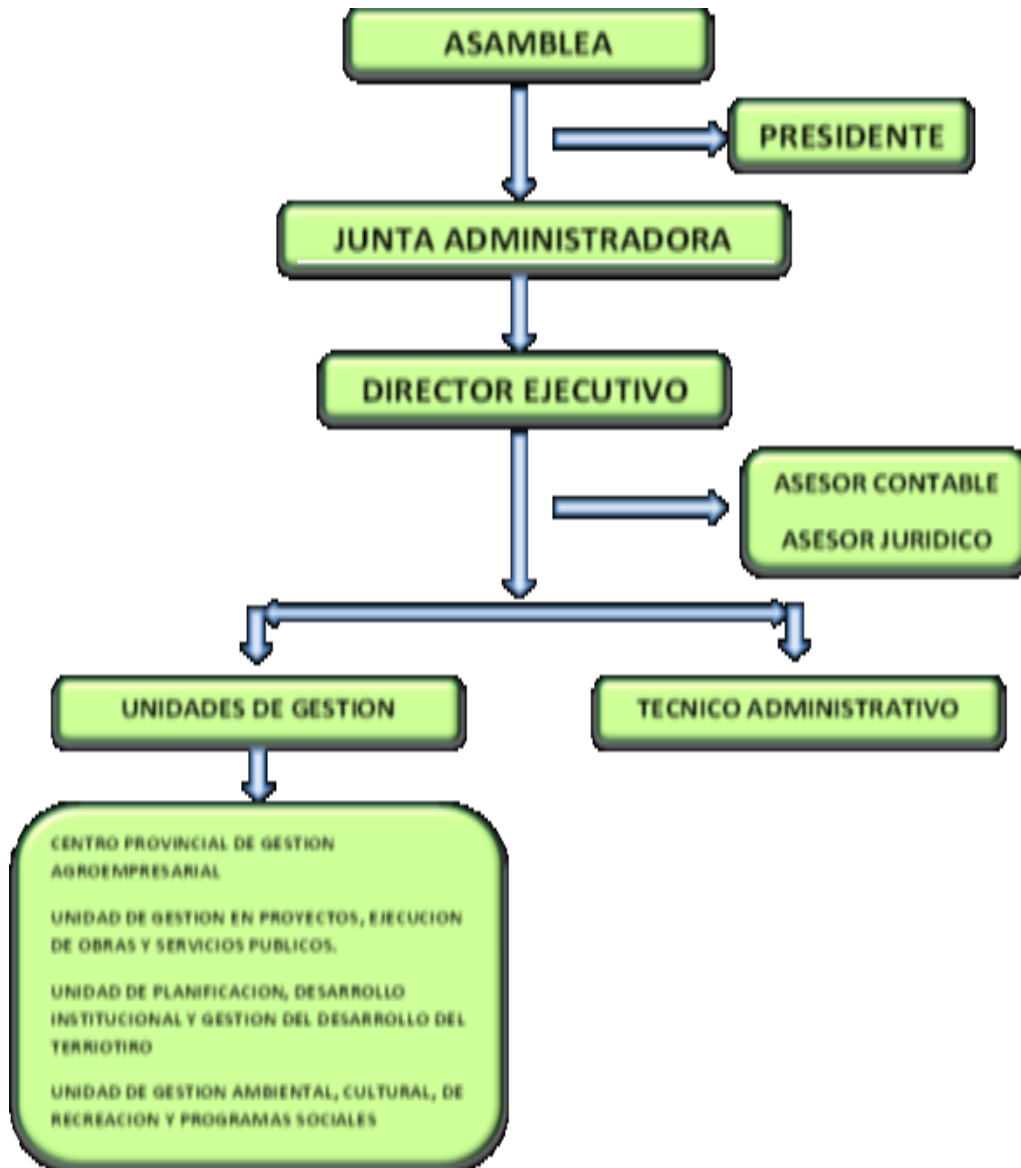 ASAMBLEA
PRESIDENTE
JUNTA ADMINISTRADORA
DIRECTOR EJECUTIVO
ASESOR CONTABLE
ASESOR JURIDICO
UNIDADES DE GESTION
TECNICO ADMINISTRATIVO
CENTRO PROVINCIAL DE GESTION
AGROEMPRESARIAL
UNIDAD DE GESTION EN PROYECTOS, EJECUCION
DE OBRAS Y SERVICIOS PUBLICOS.
UNIDAD DE PLANIFICACION, DESARROLLO
INSTITUCIONAL Y GESTION DEL DESARROLLO DEL
TERRIOTIRO
UNIDAD DE GESTION AMBIENTAL, CULTURAL, DE
RECREACION Y PROGRAMAS SOCIALES